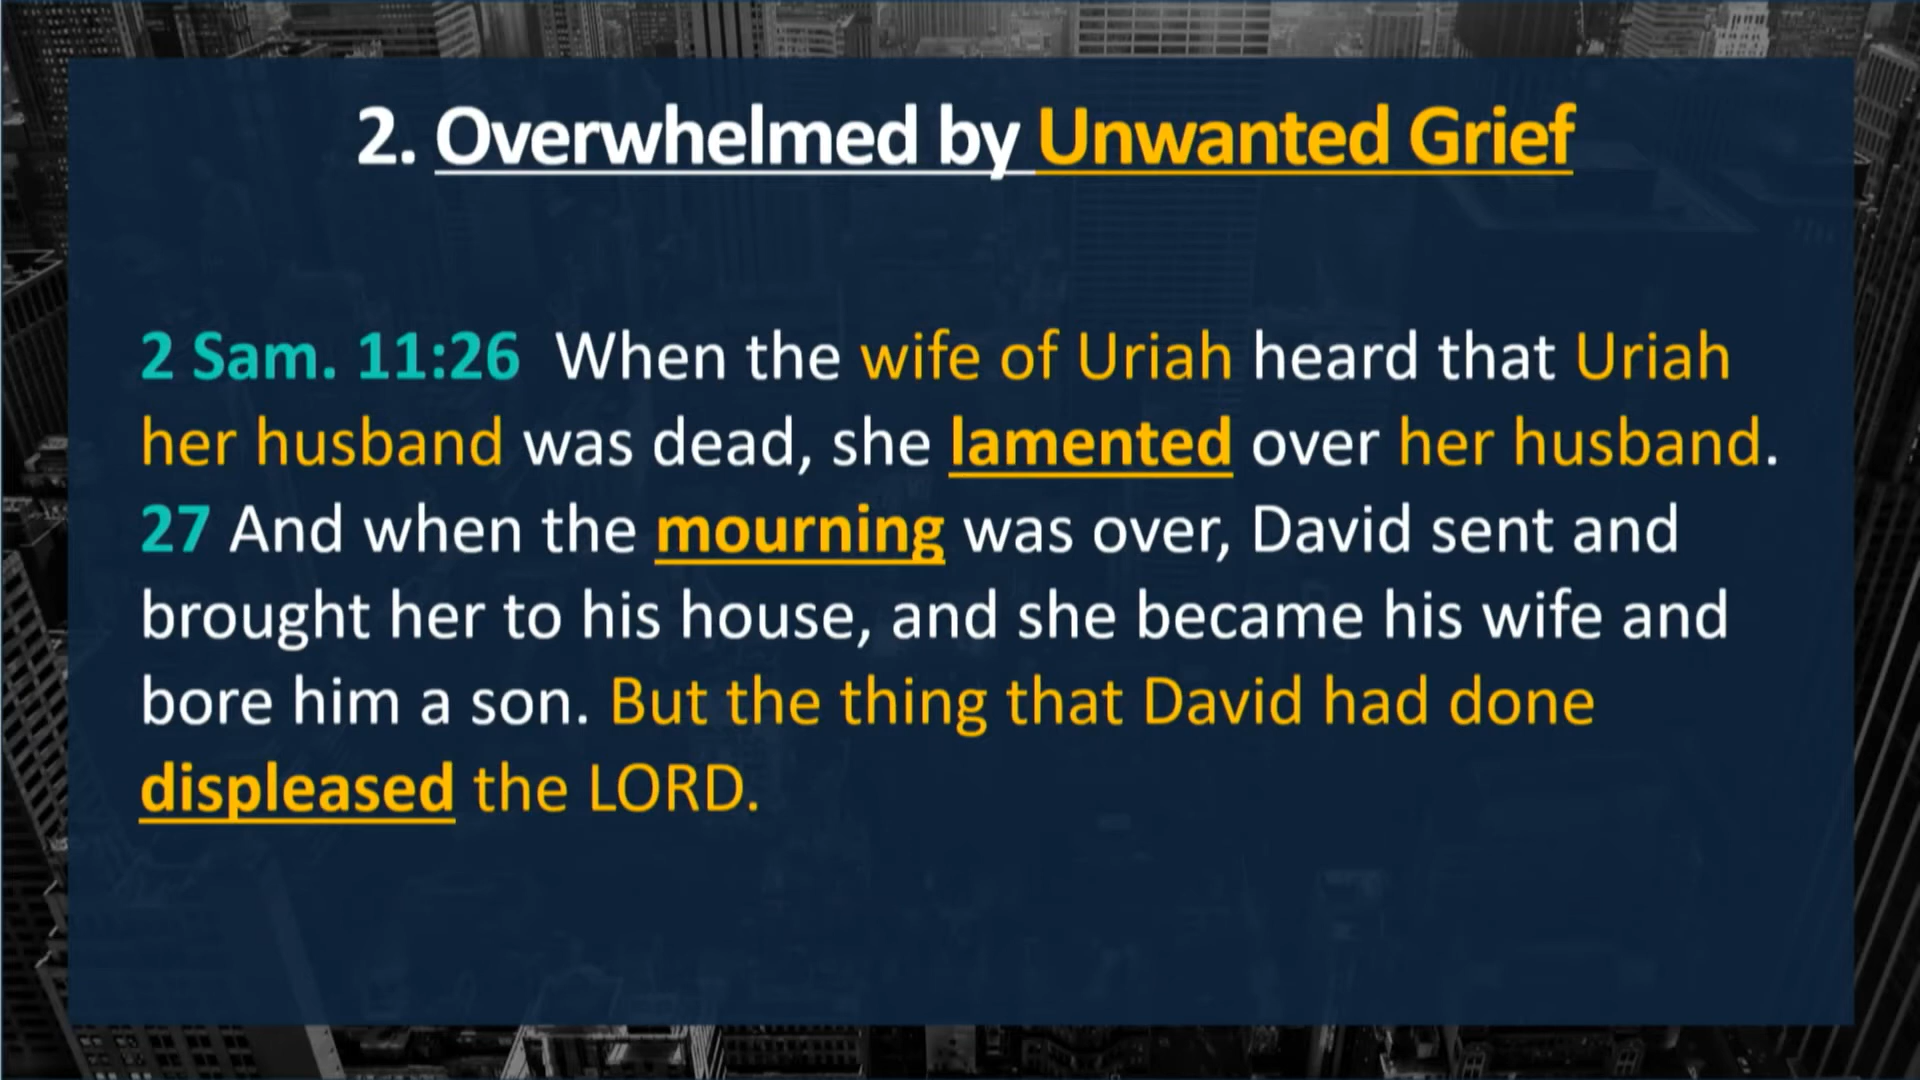 2. Overwhelmed by Unwanted Grief
2 Sam. 11:26 When the wife of Uriah heard that Uriah
her husband was dead, she lamented over her husband.
27 And when the mourning was over, David sent and
brought her to his house, and she became his wife and
bore him a son. But the thing that David had done
displeased the LORD.